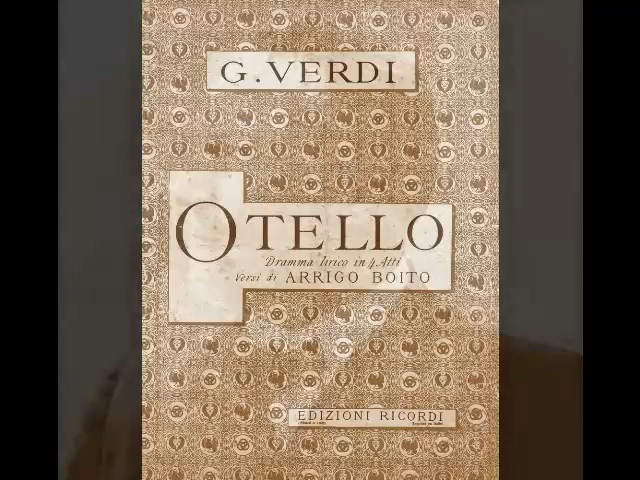 G. VERDI
OTELLO
Dramma lirico in 4 Atti
Versi di ARRIGO BOITO
EDIZIONI RICORDI